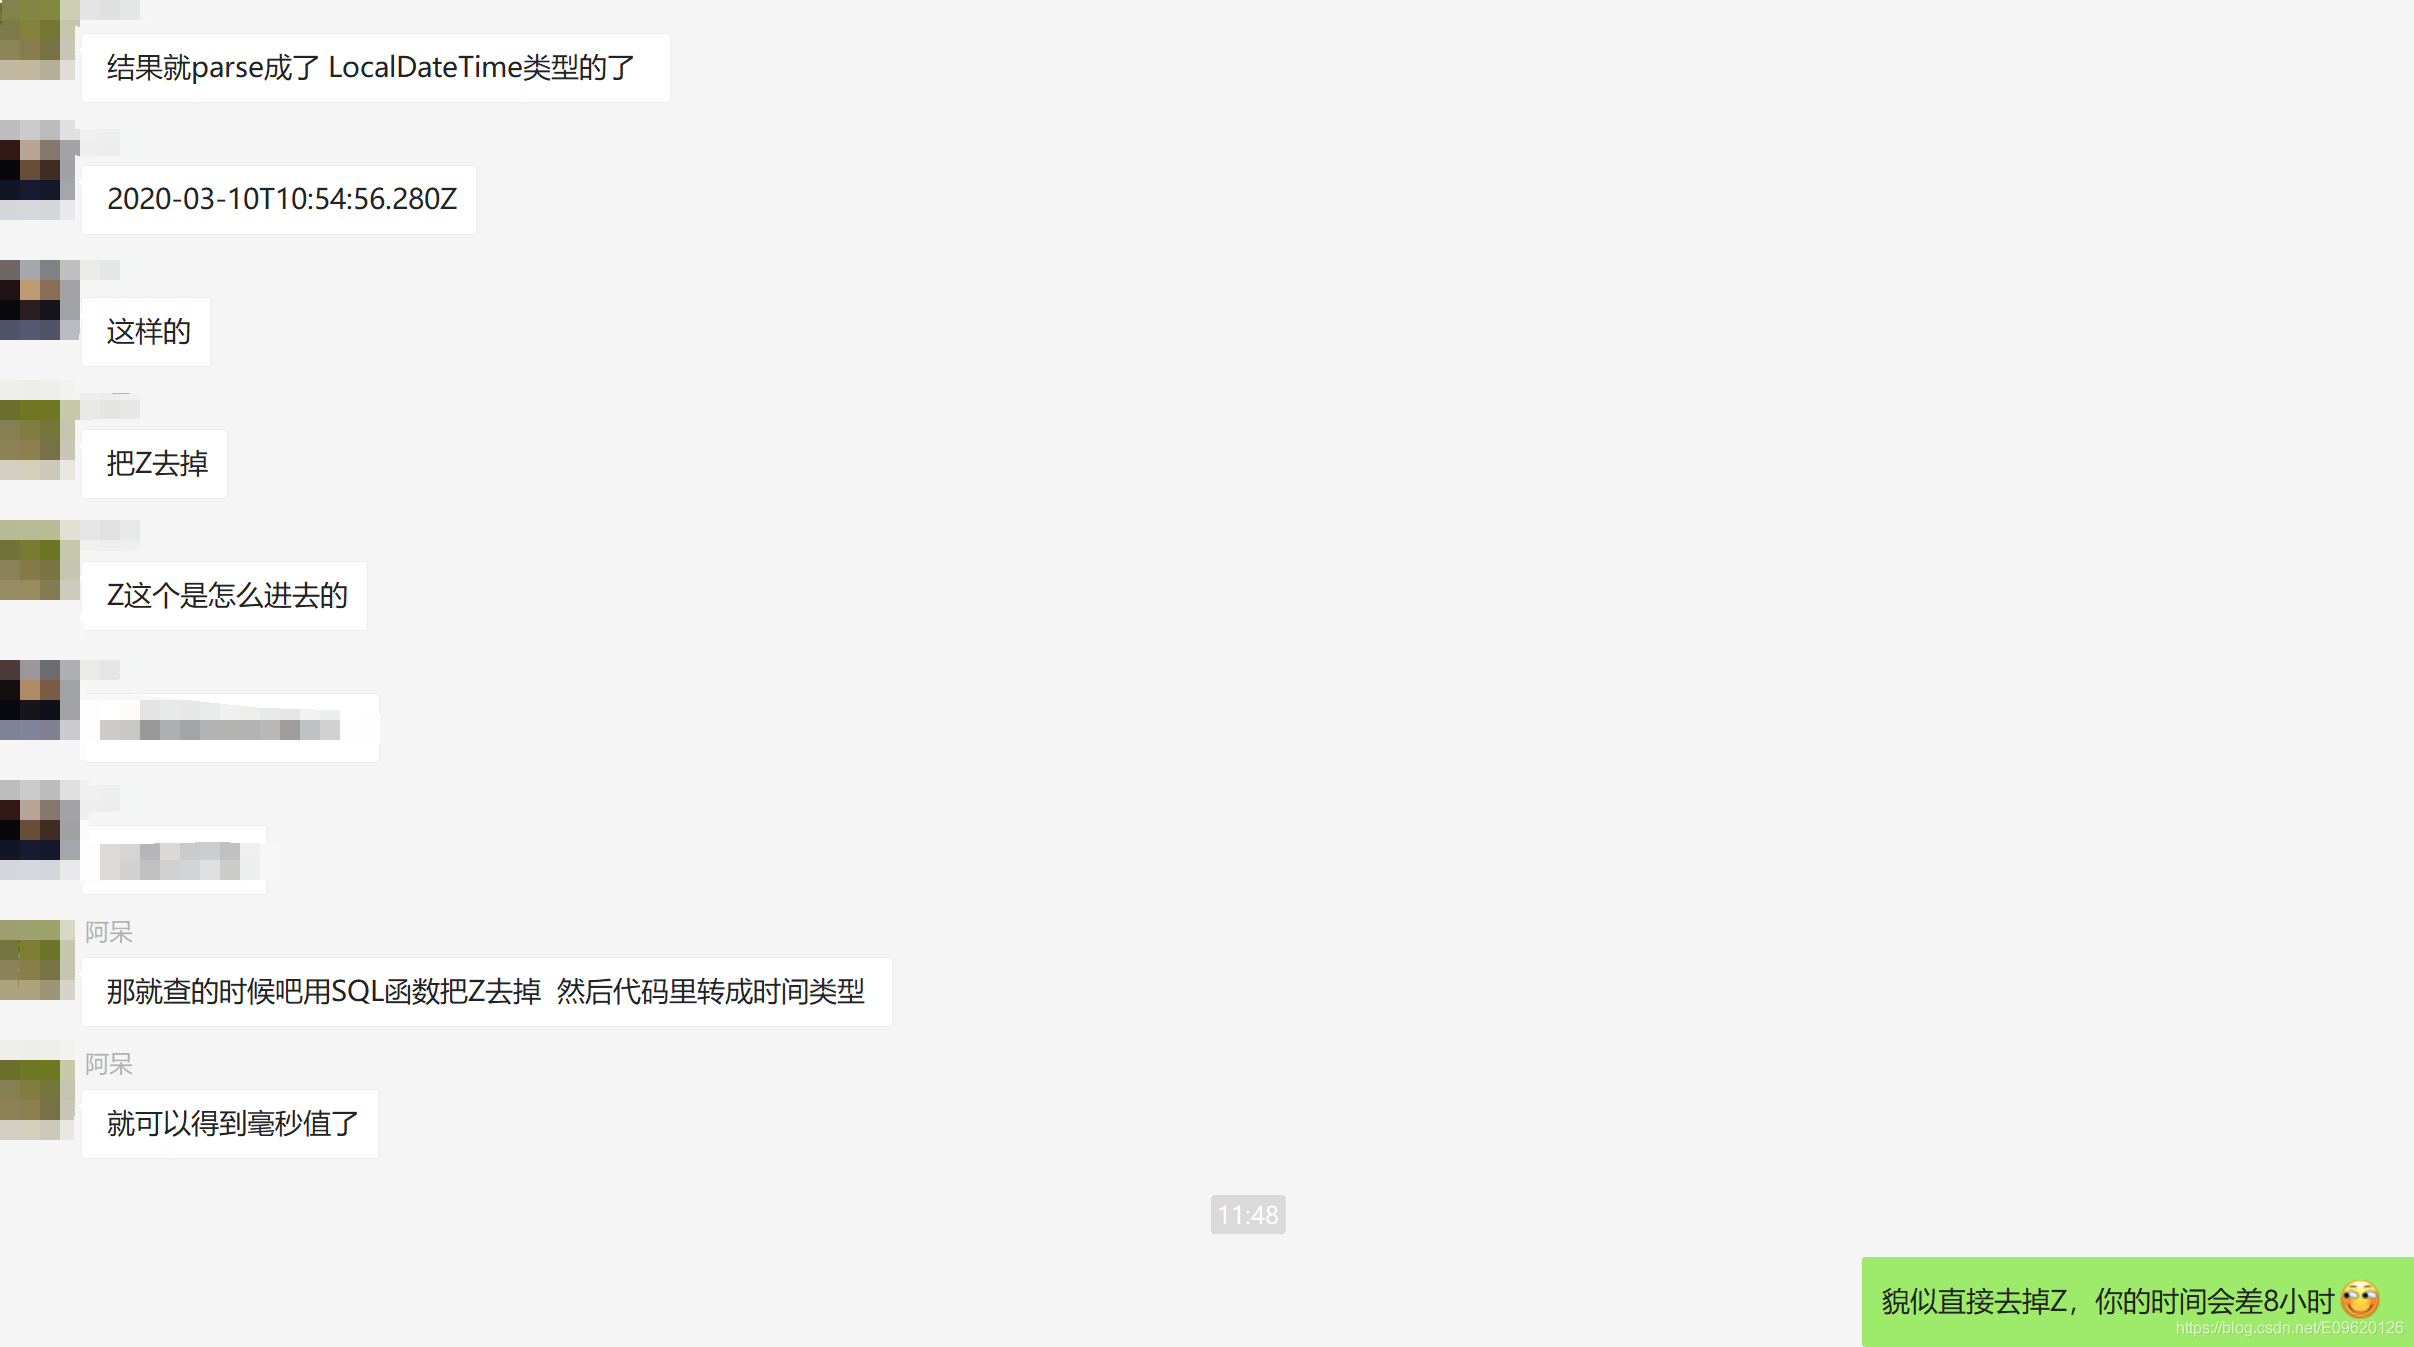 结果就parse成了 LocalDateTime类型的了
2020-03-10T10:54:56.280Z
这样的
把Z去掉
Z这个是怎么进去的
阿呆
那就查的时候吧用SQL函数把Z去掉  然后代码里转成时间类型
阿呆
就可以得到毫秒值了
11:48
貌似直接去掉Z，你的时间会差8小时
https://blog.csdn.net/E09620126